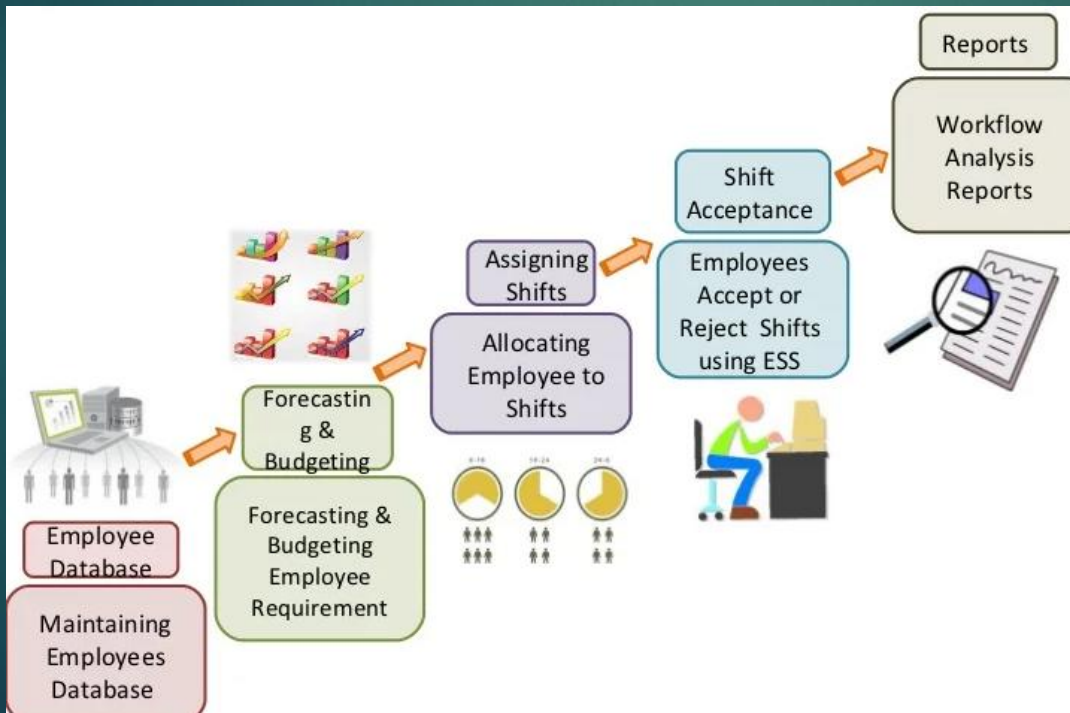 Reports
Workflow
Analysis
Reports
Shift
Acceptance
Employees
Accept or
Reject Shifts
using ESS
Assigning
Shifts
Allocating
Employee to
Shifts
Forecastin
g &
Budgeting
Forecasting &
Budgeting
Employee
Requirement
Employee
Database
Maintaining
Employees
Database